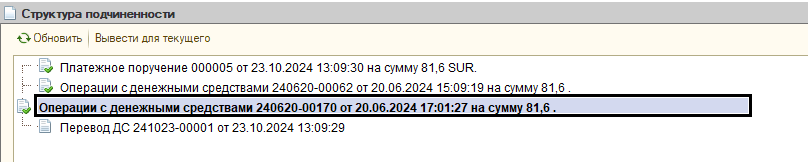 Структура подчиненности
Обновить Вывести для текущего
Платежное поручение 000005 от 23.10.2024 13:09:30 на сумму 81,6 SUR.
Операции с денежными средствами 240620-00062 от 20.06.2024 15:09:19 на сумму 81,6 .
Операции с денежными средствами 240620-00170 от 20.06.2024 17:01:27 на сумму 81,6 .
Перевод ДС 241023-00001 от 23.10.2024 13:09:29